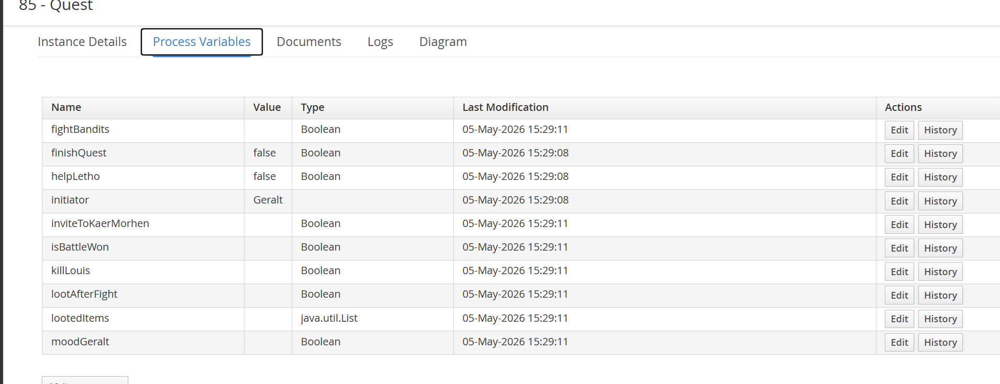 85 - Quest
Instance Details Process Variables Documents Logs Diagram
Name Value Type Last Modification Actions
fightBandits Boolean 05-May-2026 15:29:11 Edit History
finishQuest false Boolean 05-May-2026 15:29:08 Edit History
helpLetho false Boolean 05-May-2026 15:29:08 Edit History
initiator Geralt 05-May-2026 15:29:08 Edit History
inviteToKaerMorhen Boolean 05-May-2026 15:29:11 Edit History
isBattleWon Boolean 05-May-2026 15:29:11 Edit History
killLouis Boolean 05-May-2026 15:29:11 Edit History
lootAfterFight Boolean 05-May-2026 15:29:11 Edit History
lootedItems java.util.List 05-May-2026 15:29:11 Edit History
moodGeralt Boolean 05-May-2026 15:29:11 Edit History